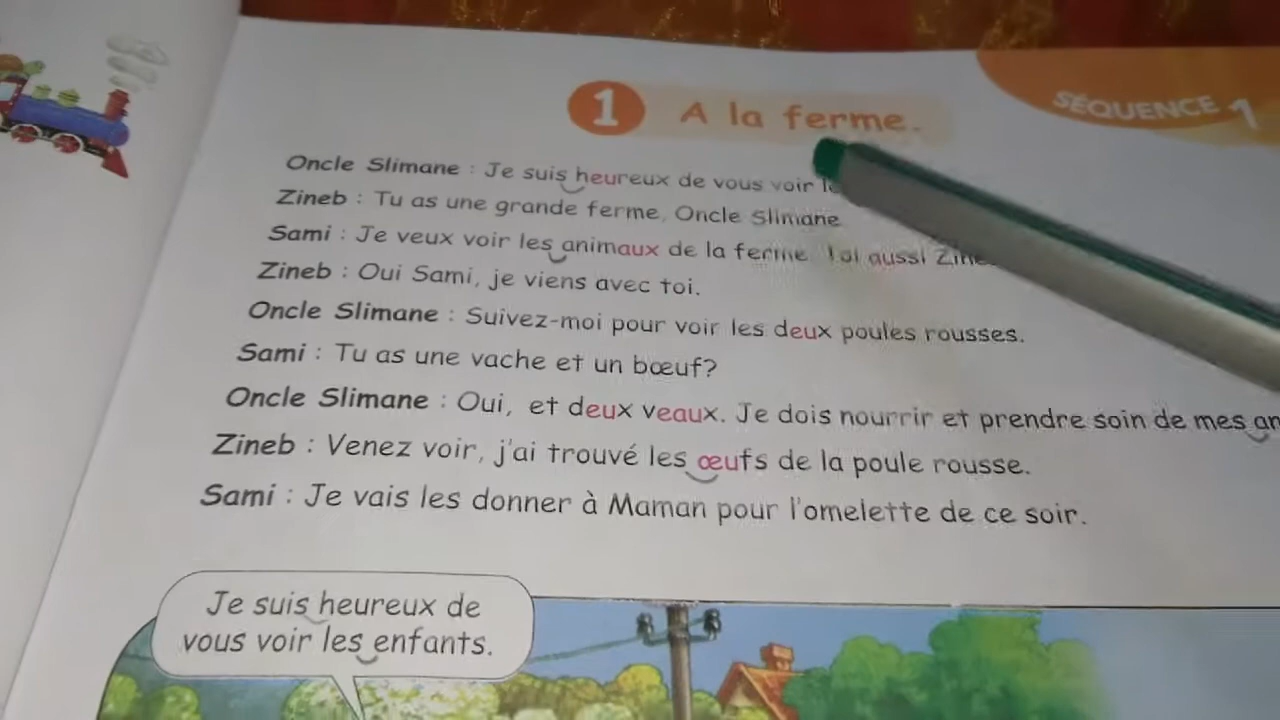 SÉQUENCE 1
1 A la ferme.
Oncle Slimane : Je suis heureux de vous voir
Zineb : Tu as une grande ferme, Oncle Slimane
Sami : Je veux voir les animaux de la ferme. Toi aussi
Zineb : Oui Sami, je viens avec toi.
Oncle Slimane : Suivez-moi pour voir les deux poules rousses.
Sami : Tu as une vache et un bœuf?
Oncle Slimane : Oui, et deux veaux. Je dois nourrir et prendre soin de mes
Zineb : Venez voir, j'ai trouvé les œufs de la poule rousse.
Sami : Je vais les donner à Maman pour l'omelette de ce soir.
Je suis heureux de
vous voir les enfants.